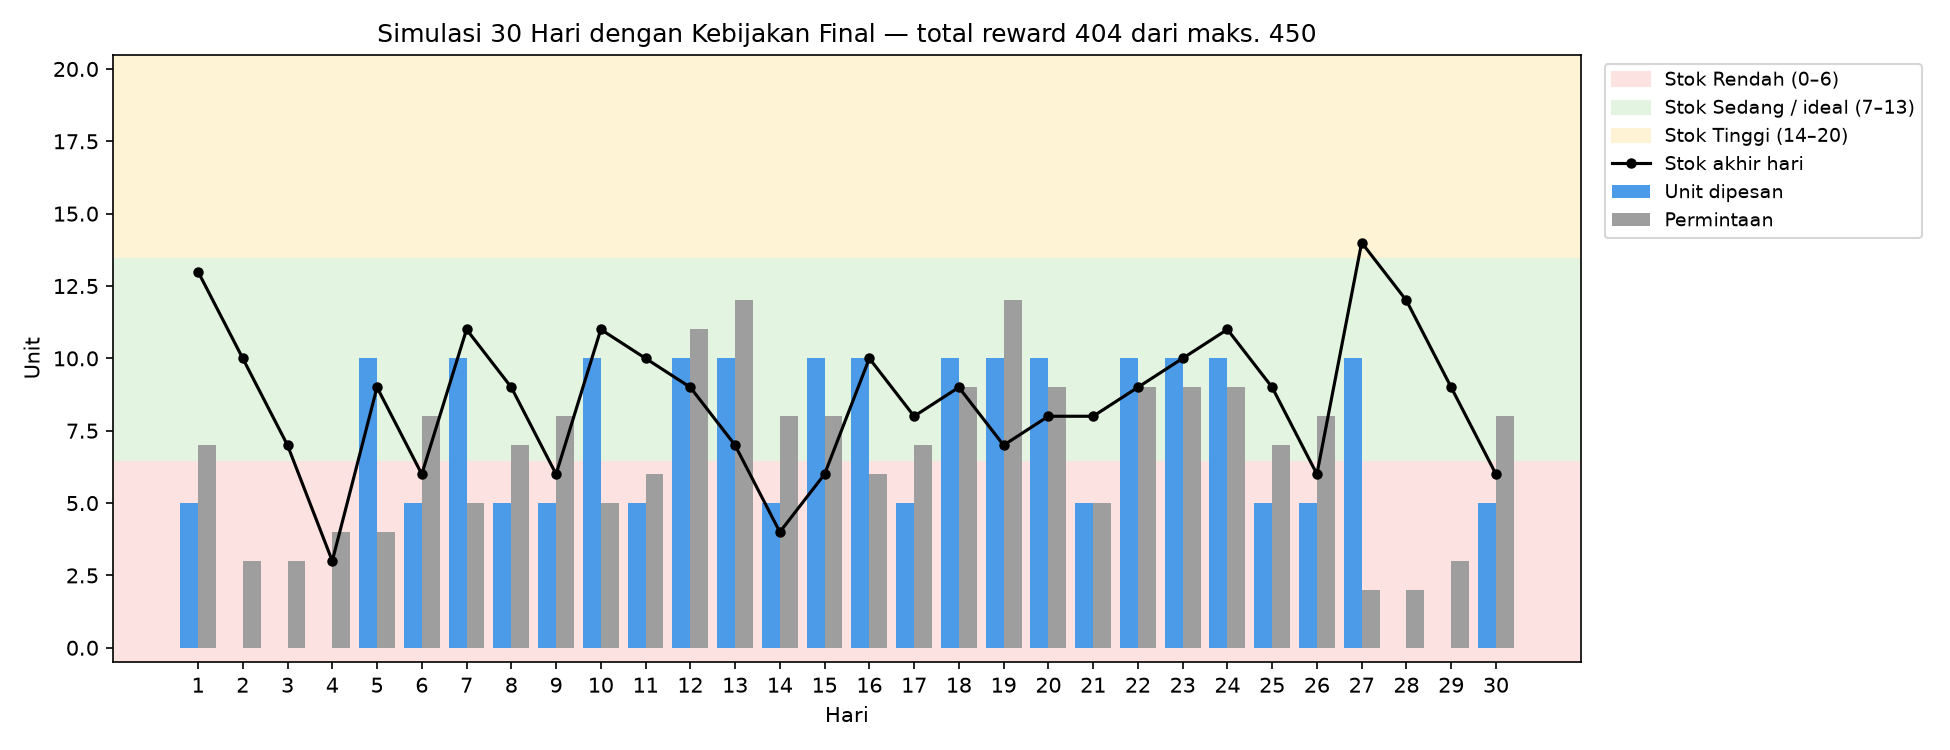 Simulasi 30 Hari dengan Kebijakan Final — total reward 404 dari maks. 450
20.0
17.5
15.0
12.5
10.0
7.5
5.0
2.5
0.0
Unit
1 2 3 4 5 6 7 8 9 10 11 12 13 14 15 16 17 18 19 20 21 22 23 24 25 26 27 28 29 30
Hari
Stok Rendah (0–6)
Stok Sedang / ideal (7–13)
Stok Tinggi (14–20)
Stok akhir hari
Unit dipesan
Permintaan